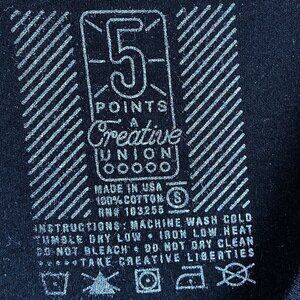 5
POINTS
A
Creative
UNION
MADE IN USA
100% COTTON
S
RN# 163255
INSTRUCTIONS: MACHINE WASH COLD
TUMBLE DRY LOW • IRON LOW HEAT
DO NOT BLEACH • DO NOT DRY CLEAN
•••••TAKE CREATIVE LIBERTIES